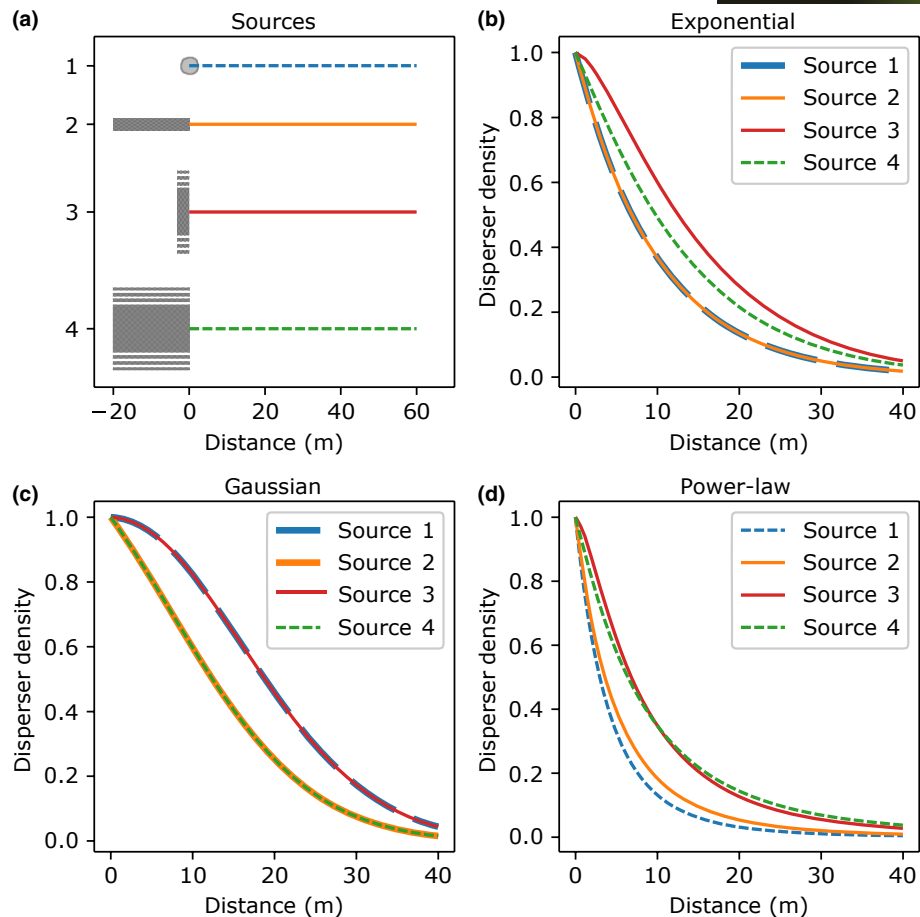 (a)
Sources
1
2
3
4
−20 0 20 40 60
Distance (m)
(b)
Exponential
1.0
0.8
0.6
0.4
0.2
0.0
Disperser density
Source 1
Source 2
Source 3
Source 4
0 10 20 30 40
Distance (m)
(c)
Gaussian
1.0
0.8
0.6
0.4
0.2
0.0
Disperser density
Source 1
Source 2
Source 3
Source 4
0 10 20 30 40
Distance (m)
(d)
Power-law
1.0
0.8
0.6
0.4
0.2
0.0
Disperser density
Source 1
Source 2
Source 3
Source 4
0 10 20 30 40
Distance (m)